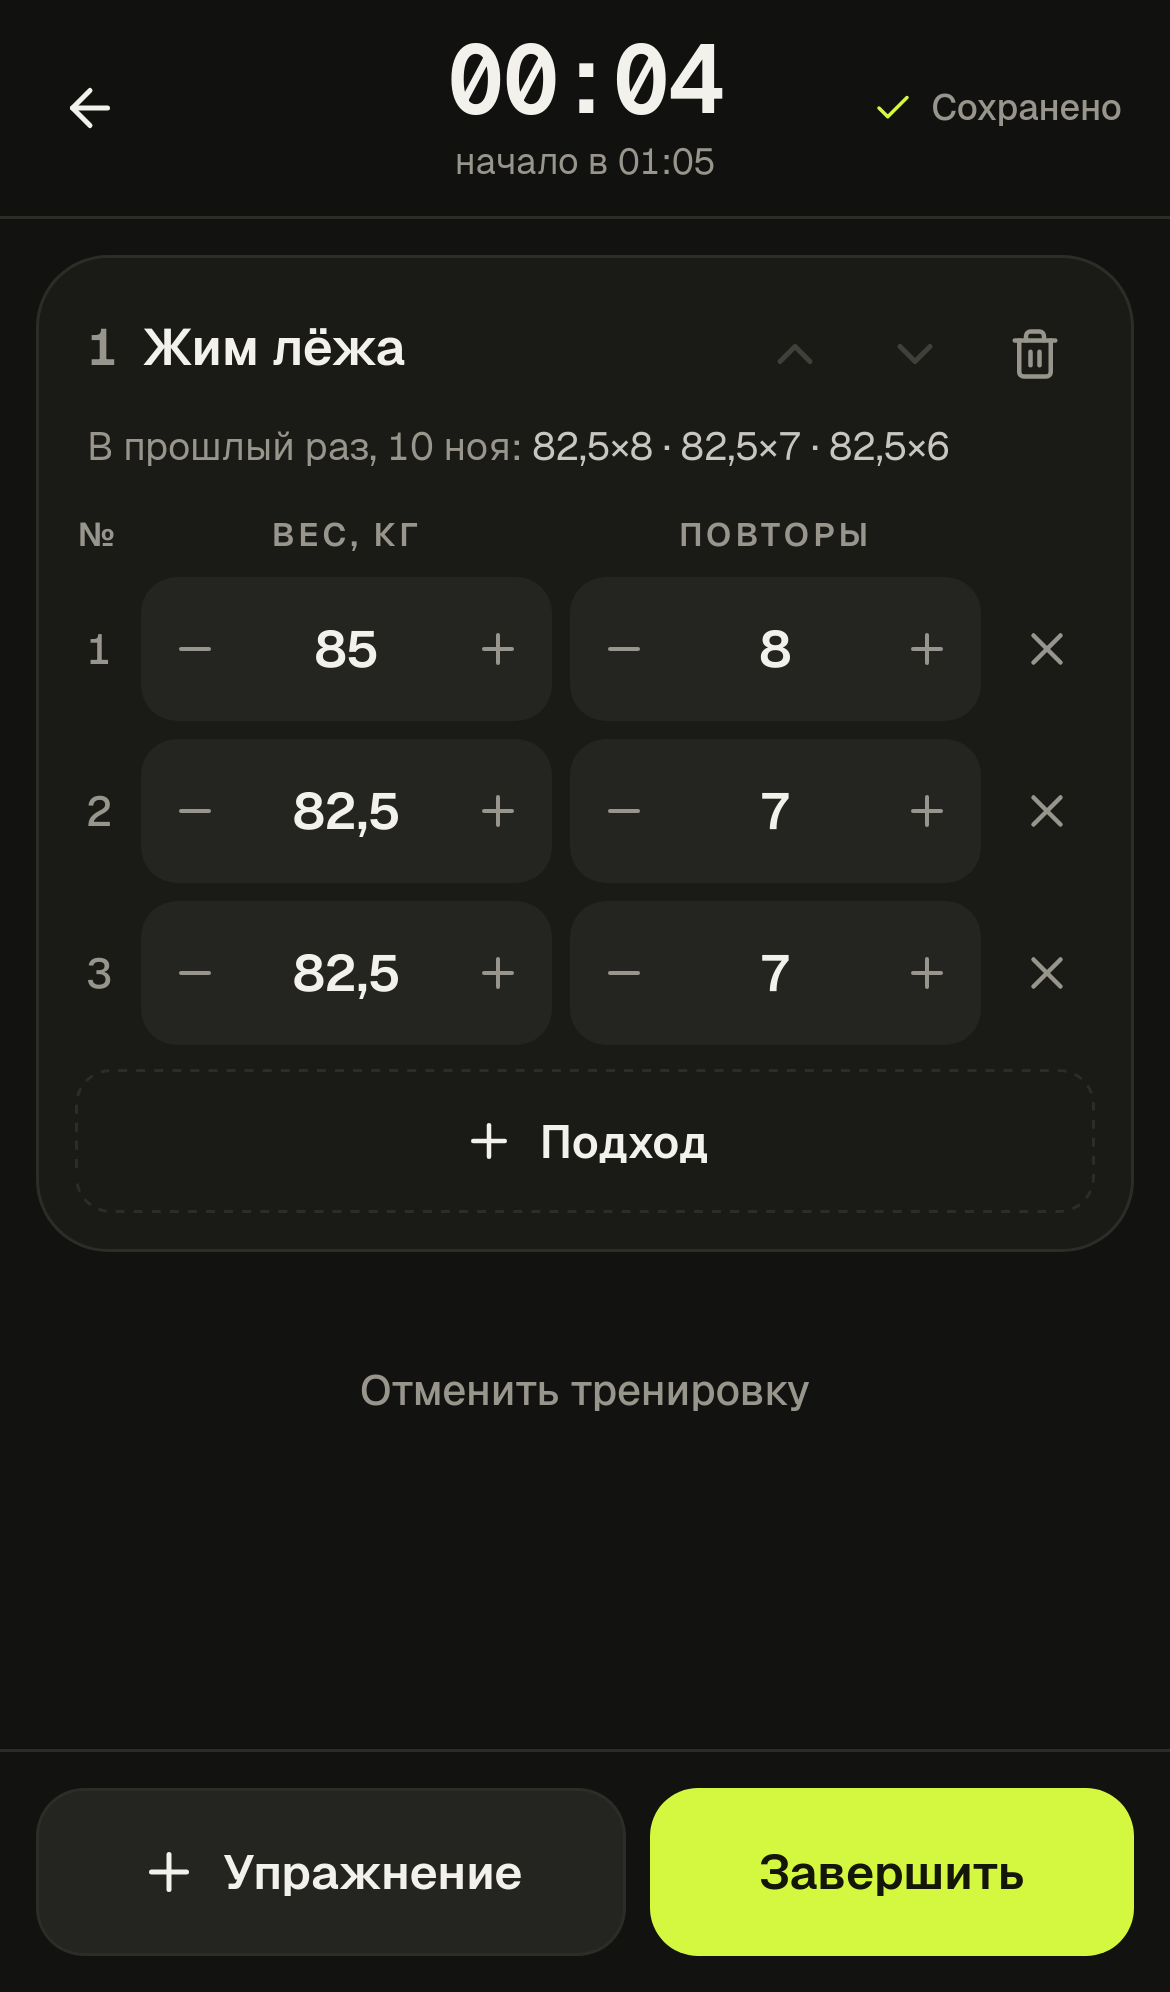 00:04
начало в 01:05
Сохранено
1 Жим лёжа
В прошлый раз, 10 ноя: 82,5×8 · 82,5×7 · 82,5×6
№ ВЕС, КГ ПОВТОРЫ
1 − 85 + − 8 + ×
2 − 82,5 + − 7 + ×
3 − 82,5 + − 7 + ×
+ Подход
Отменить тренировку
+ Упражнение
Завершить